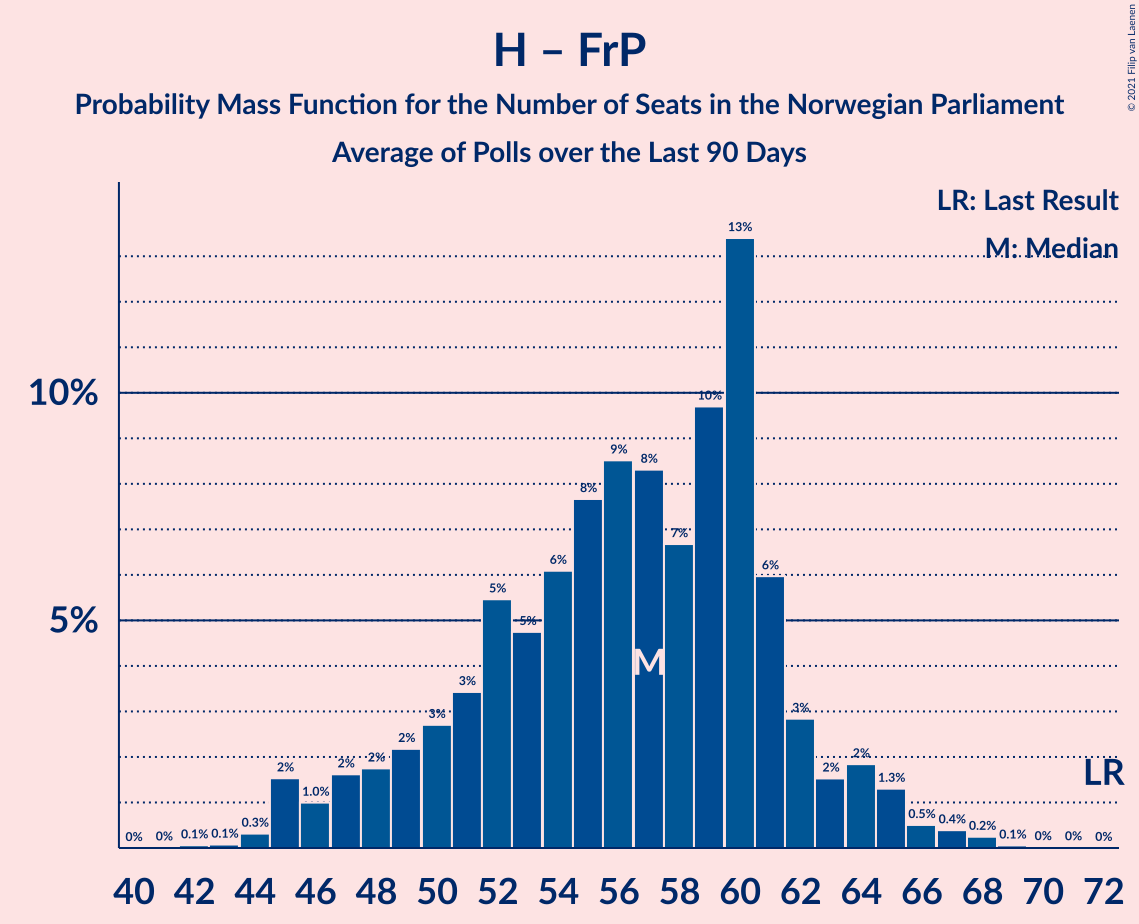 H – FrP
Probability Mass Function for the Number of Seats in the Norwegian Parliament
Average of Polls over the Last 90 Days
© 2021 Filip van Laenen
LR: Last Result
M: Median
10%
5%
0% 0% 0.1% 0.1% 0.3% 2% 1.0% 2% 2% 2% 3% 3% 5% 5% 6% 8% 9% 8% 7% 10% 13% 6% 3% 2% 2% 1.3% 0.5% 0.4% 0.2% 0.1% 0% 0% 0%
M
LR
40 42 44 46 48 50 52 54 56 58 60 62 64 66 68 70 72